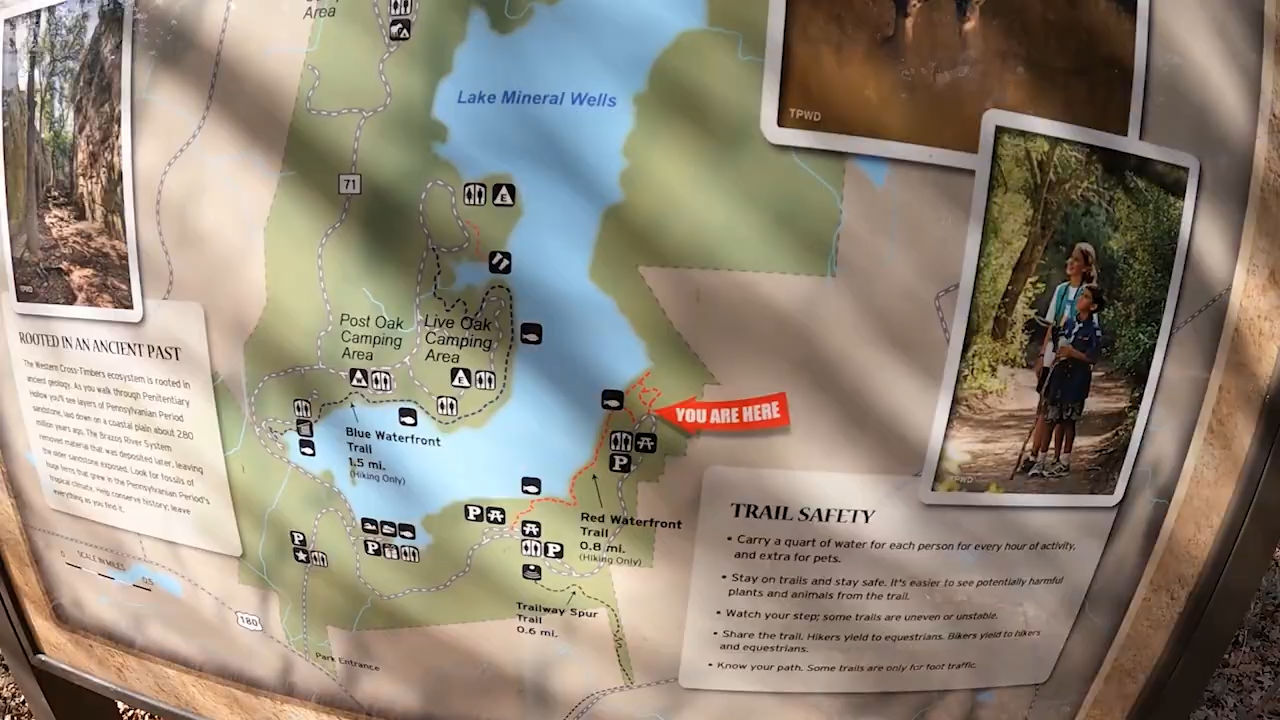 Area
Lake Mineral Wells
TPWD
71
E
Post Oak
Camping
Area
Live Oak
Camping
Area
W
E
YOU ARE HERE
Blue Waterfront
Trail
1.5 mi.
(Hiking Only)
P
P
P
P
P
Red Waterfront
Trail
0.8 mi.
(Hiking Only)
Trailway Spur
Trail
0.6 mi.
Park Entrance
180
SCALE IN MILES
0
0.5
ROOTED IN AN ANCIENT PAST
The Western Cross-Timbers ecosystem is rooted in
ancient geology. As you walk through Penitentiary
Hollow you'll see layers of Pennsylvanian Period
sandstone, laid down on a coastal plain about 280
million years ago. The Brazos River System
removed material that was deposited later, leaving
the older sandstone exposed. Look for fossils of
huge ferns that grew in the Pennsylvanian Period's
tropical climate. Help conserve history; leave
everything as you find it.
TPWD
TPWD
TRAIL SAFETY
• Carry a quart of water for each person for every hour of activity,
and extra for pets.
• Stay on trails and stay safe. It's easier to see potentially harmful
plants and animals from the trail.
• Watch your step; some trails are uneven or unstable.
• Share the trail. Hikers yield to equestrians. Bikers yield to hikers
and equestrians.
• Know your path. Some trails are only for foot traffic.